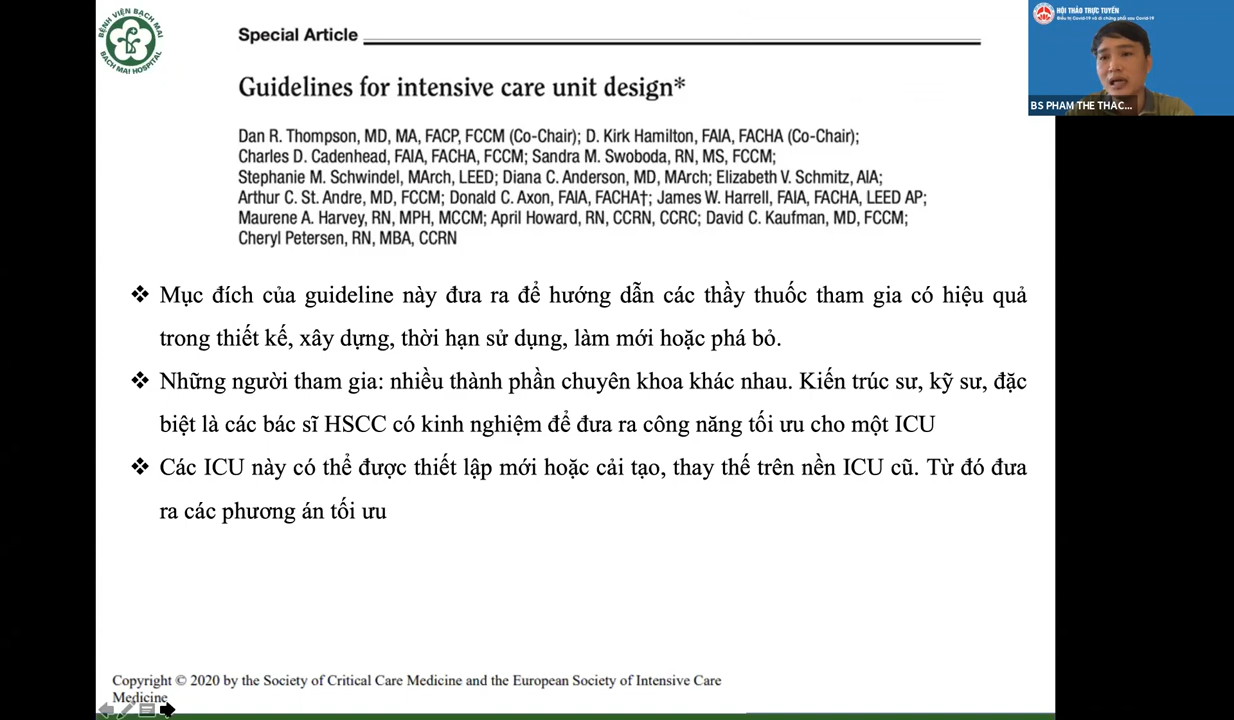 BỆNH VIỆN BẠCH MAI
BACH MAI HOSPITAL
Special Article
Guidelines for intensive care unit design*
Dan R. Thompson, MD, MA, FACP, FCCM (Co-Chair); D. Kirk Hamilton, FAIA, FACHA (Co-Chair);
Charles D. Cadenhead, FAIA, FACHA, FCCM; Sandra M. Swoboda, RN, MS, FCCM;
Stephanie M. Schwindel, MArch, LEED; Diana C. Anderson, MD, MArch; Elizabeth V. Schmitz, AIA;
Arthur C. St. Andre, MD, FCCM; Donald C. Axon, FAIA, FACHA†; James W. Harrell, FAIA, FACHA, LEED AP;
Maurene A. Harvey, RN, MPH, MCCM; April Howard, RN, CCRN, CCRC; David C. Kaufman, MD, FCCM;
Cheryl Petersen, RN, MBA, CCRN
HỘI THẢO TRỰC TUYẾN
Điều trị Covid-19 và di chứng hậu Covid-19
BS PHAM THE THAC...
❖ Mục đích của guideline này đưa ra để hướng dẫn các thầy thuốc tham gia có hiệu quả
trong thiết kế, xây dựng, thời hạn sử dụng, làm mới hoặc phá bỏ.
❖ Những người tham gia: nhiều thành phần chuyên khoa khác nhau. Kiến trúc sư, kỹ sư, đặc
biệt là các bác sĩ HSCC có kinh nghiệm để đưa ra công năng tối ưu cho một ICU
❖ Các ICU này có thể được thiết lập mới hoặc cải tạo, thay thế trên nền ICU cũ. Từ đó đưa
ra các phương án tối ưu
Copyright © 2020 by the Society of Critical Care Medicine and the European Society of Intensive Care
Medicine